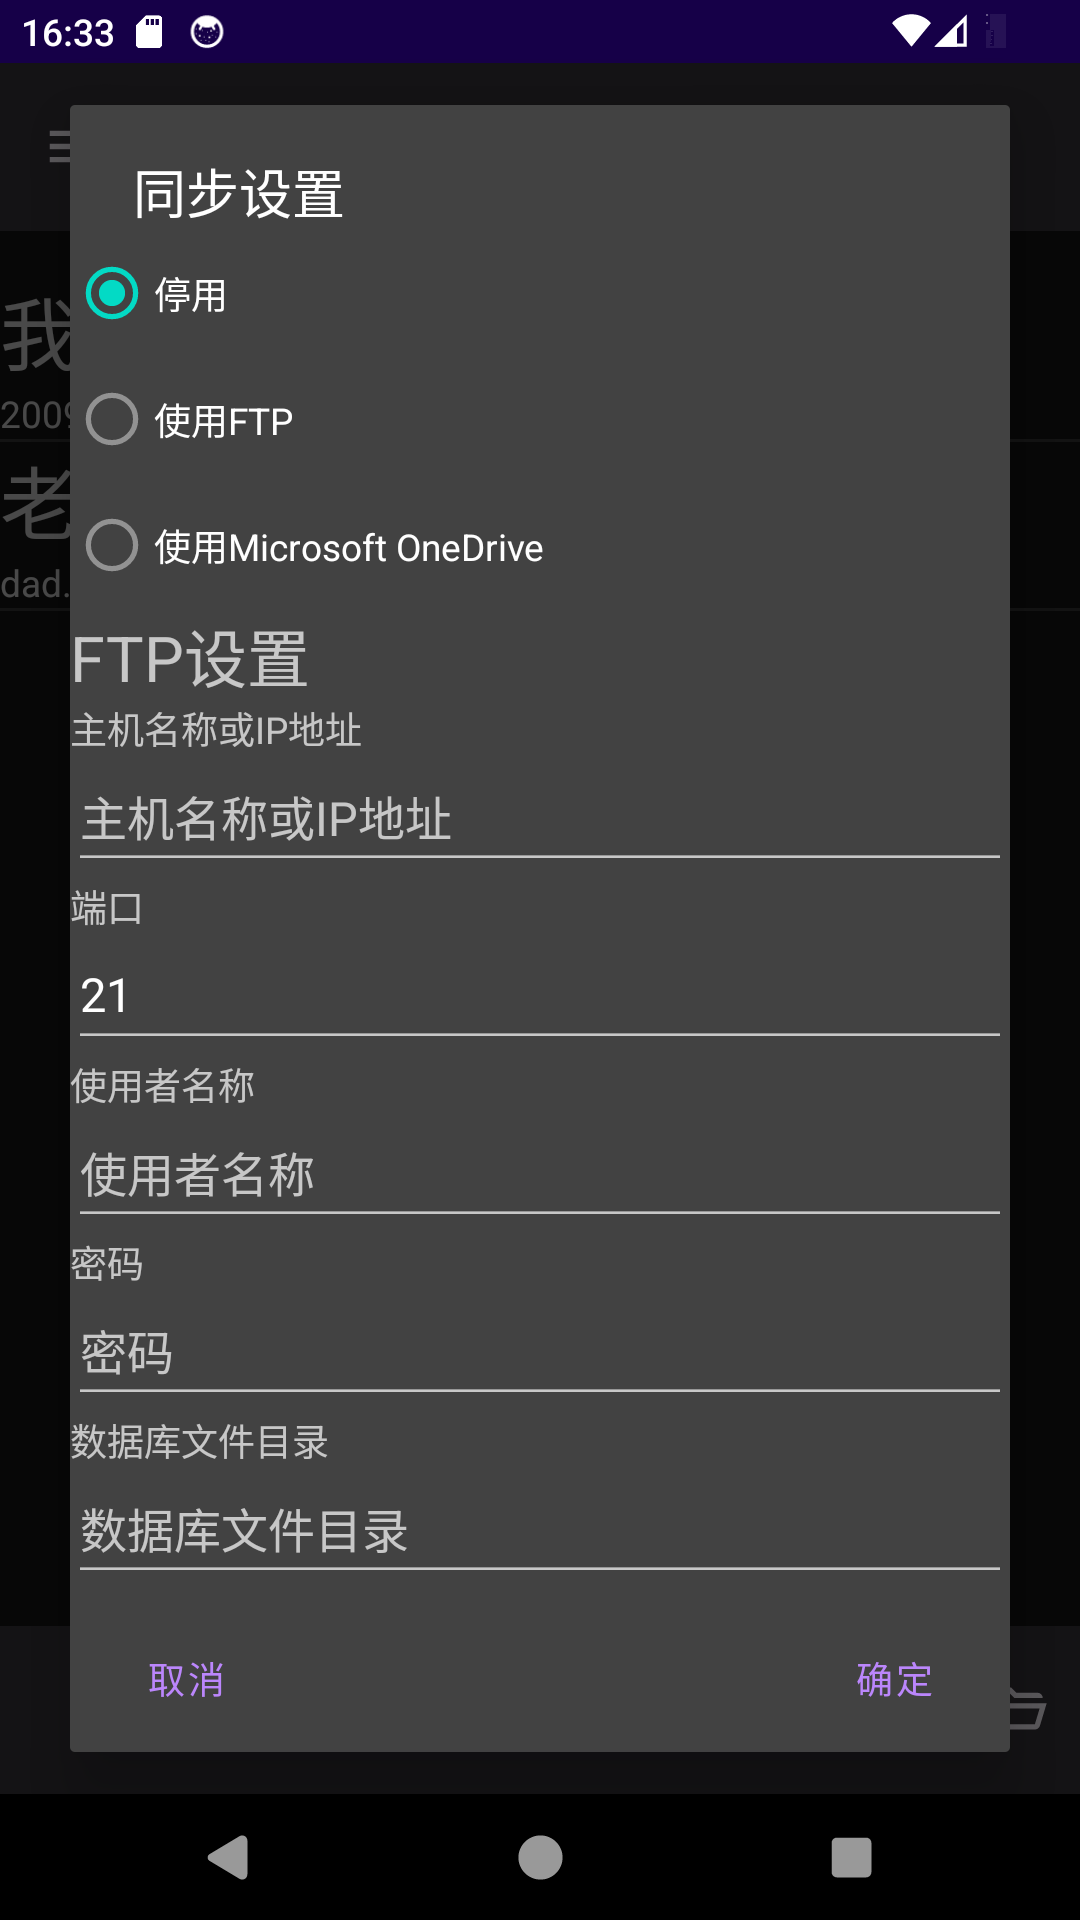 16:33
同步设置
停用
我
2009
使用FTP
老
使用Microsoft OneDrive
dad.
FTP设置
主机名称或IP地址
主机名称或IP地址
端口
21
使用者名称
使用者名称
密码
密码
数据库文件目录
数据库文件目录
取消
确定